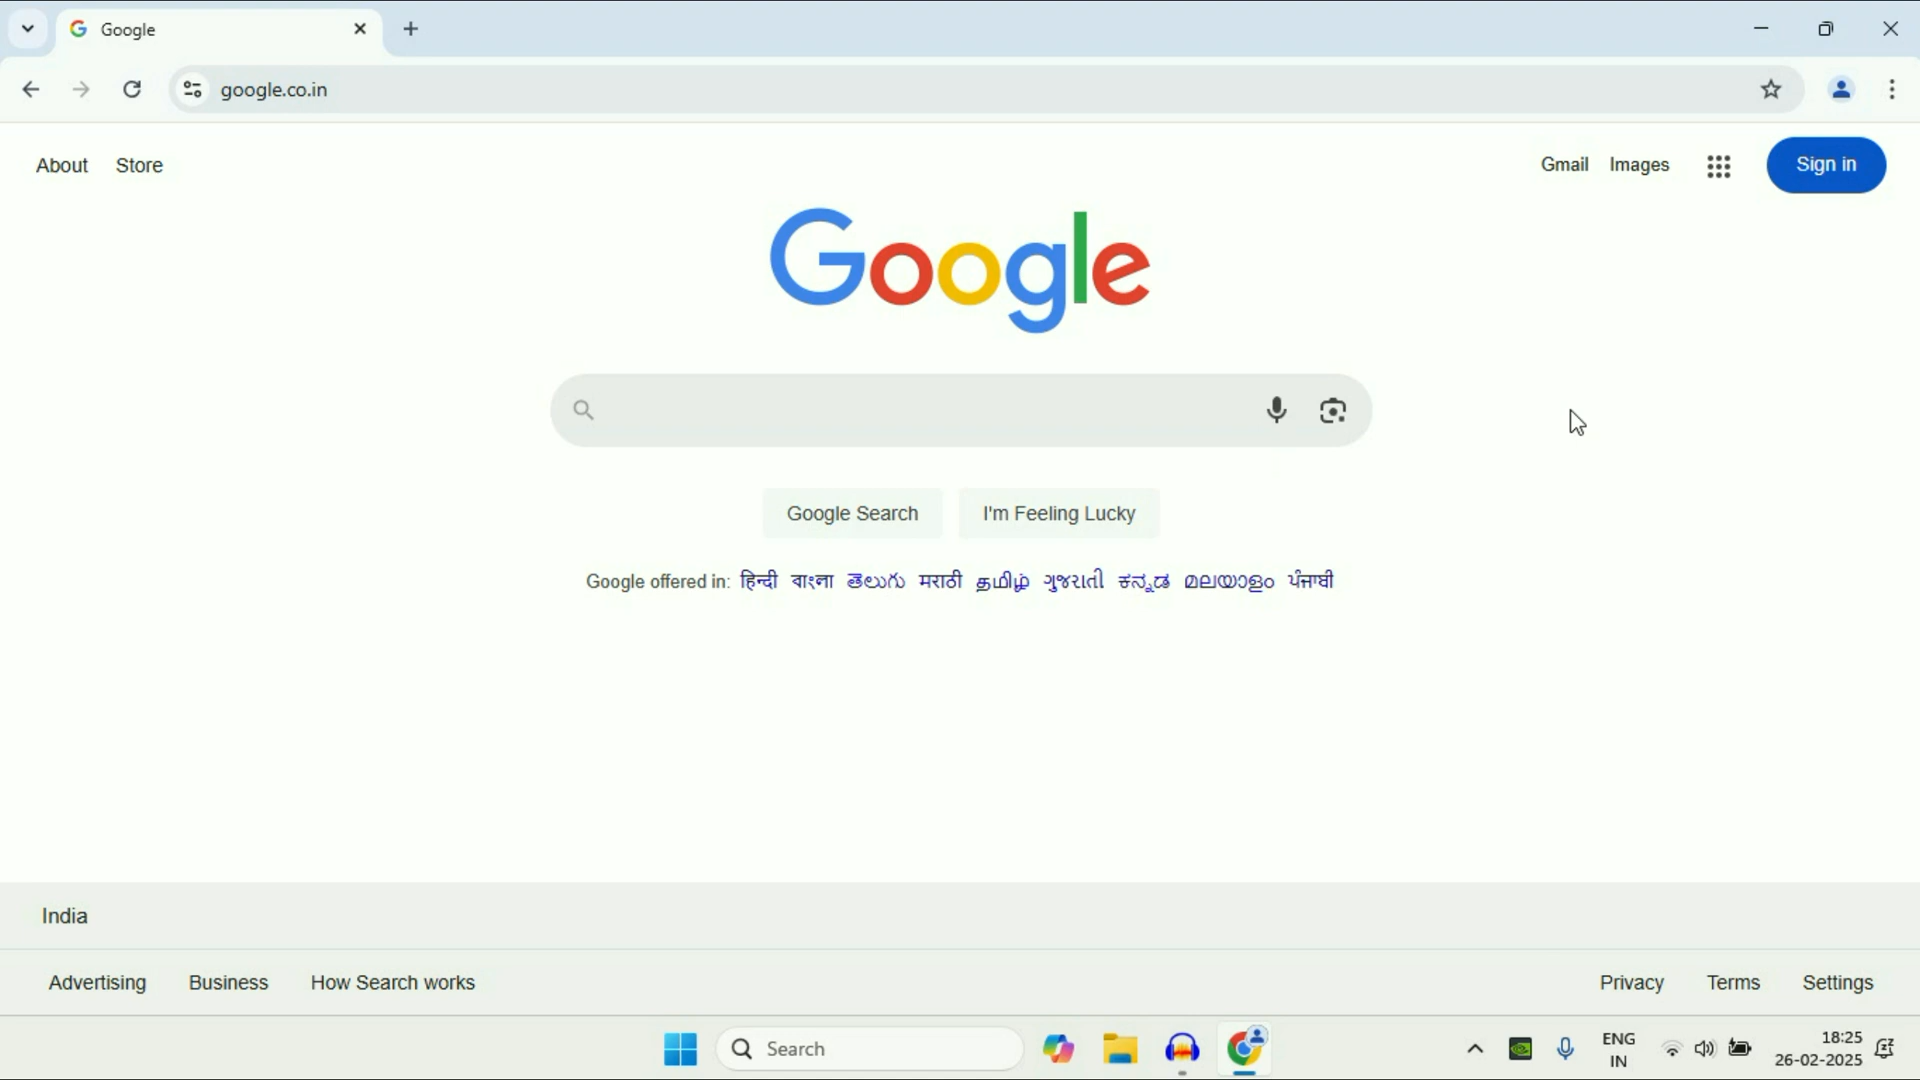 Google
google.co.in
About Store
Gmail Images Sign in
Google
Google Search I'm Feeling Lucky
Google offered in: हिन्दी বাংলা తెలుగు मराठी தமிழ் ગુજરાતી ಕನ್ನಡ മലയാളം ਪੰਜਾਬੀ
India
Advertising Business How Search works
Privacy Terms Settings
Search
ENG
IN
18:25
26-02-2025